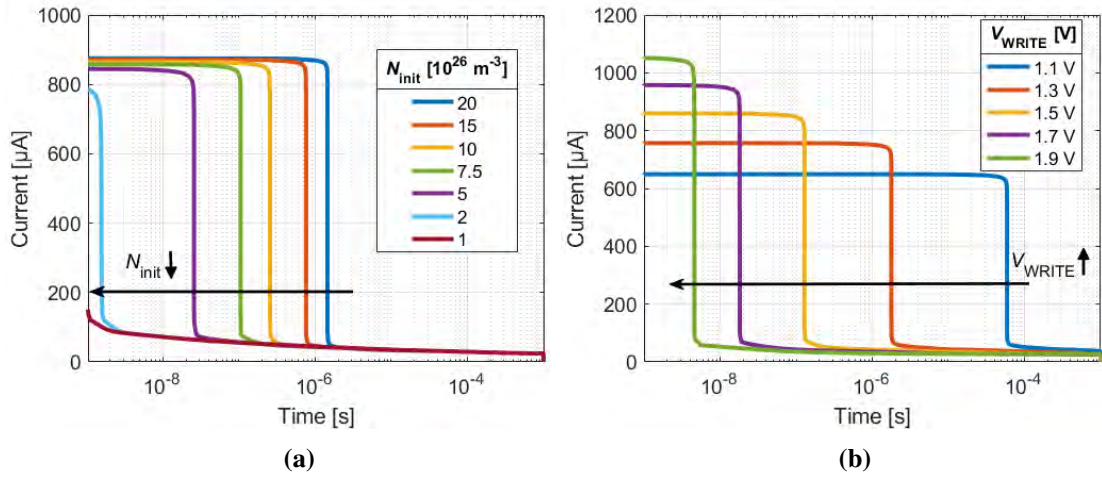 1000
800
600
400
200
0
Current [µA]
N_init [10^26 m^-3]
20
15
10
7.5
5
2
1
N_init
10^-8
10^-6
10^-4
Time [s]
(a)
1200
1000
800
600
400
200
0
Current [µA]
V_WRITE [V]
1.1 V
1.3 V
1.5 V
1.7 V
1.9 V
V_WRITE
10^-8
10^-6
10^-4
Time [s]
(b)